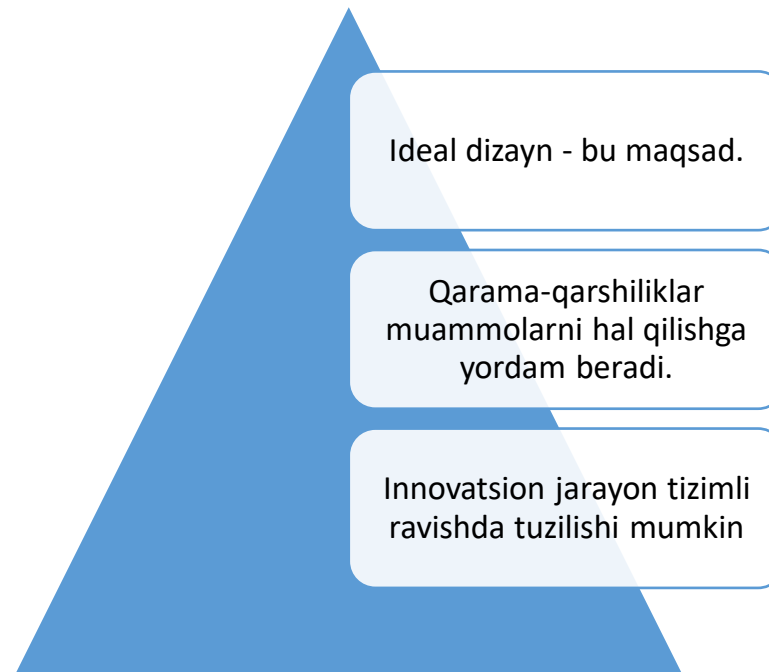 Ideal dizayn - bu maqsad.
Qarama-qarshiliklar
muammolarni hal qilishga
yordam beradi.
Innovatsion jarayon tizimli
ravishda tuzilishi mumkin